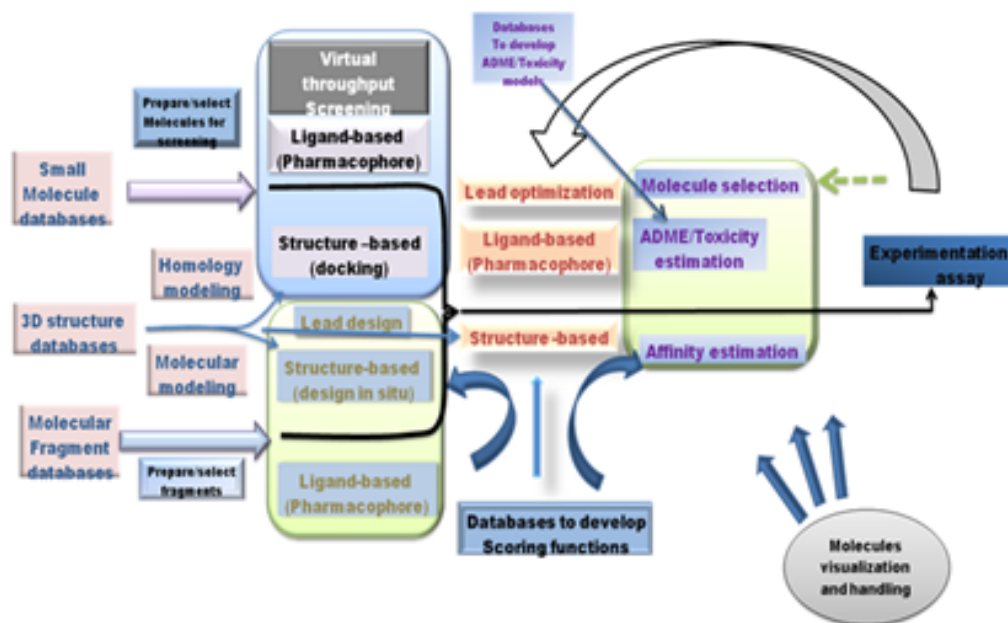 Databases
To develop
ADME/Toxicity
models
Virtual
throughput
Screening
Prepare/select
Molecules for
screening
Ligand-based
(Pharmacophore)
Small
Molecule
databases
Lead optimization
Molecule selection
Structure –based
(docking)
Ligand-based
(Pharmacophore)
ADME/Toxicity
estimation
Experimentation
assay
Homology
modeling
3D structure
databases
Lead design
Structure -based
Affinity estimation
Molecular
modeling
Structure-based
(design in situ)
Molecular
Fragment
databases
Prepare/select
fragments
Ligand-based
(Pharmacophore)
Databases to develop
Scoring functions
Molecules
visualization
and handling